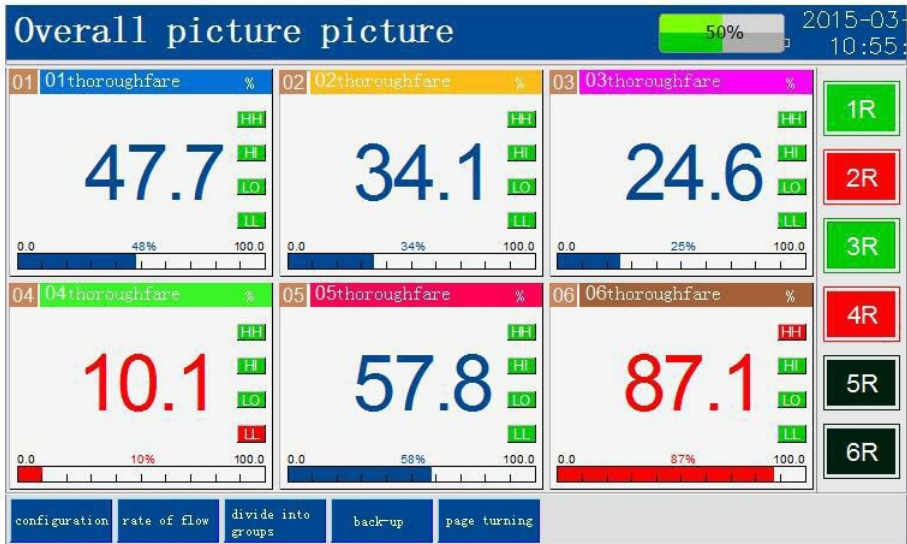 Overall picture picture
50%
2015-03-
10:55:
01 01thoroughfare %
47.7
HH
HI
LO
LL
0.0 48% 100.0
02 02thoroughfare %
34.1
HH
HI
LO
LL
0.0 34% 100.0
03 03thoroughfare %
24.6
HH
HI
LO
LL
0.0 25% 100.0
04 04thoroughfare %
10.1
HH
HI
LO
LL
0.0 10% 100.0
05 05thoroughfare %
57.8
HH
HI
LO
LL
0.0 58% 100.0
06 06thoroughfare %
87.1
HH
HI
LO
LL
0.0 87% 100.0
1R
2R
3R
4R
5R
6R
configuration
rate of flow
divide into
groups
back-up
page turning